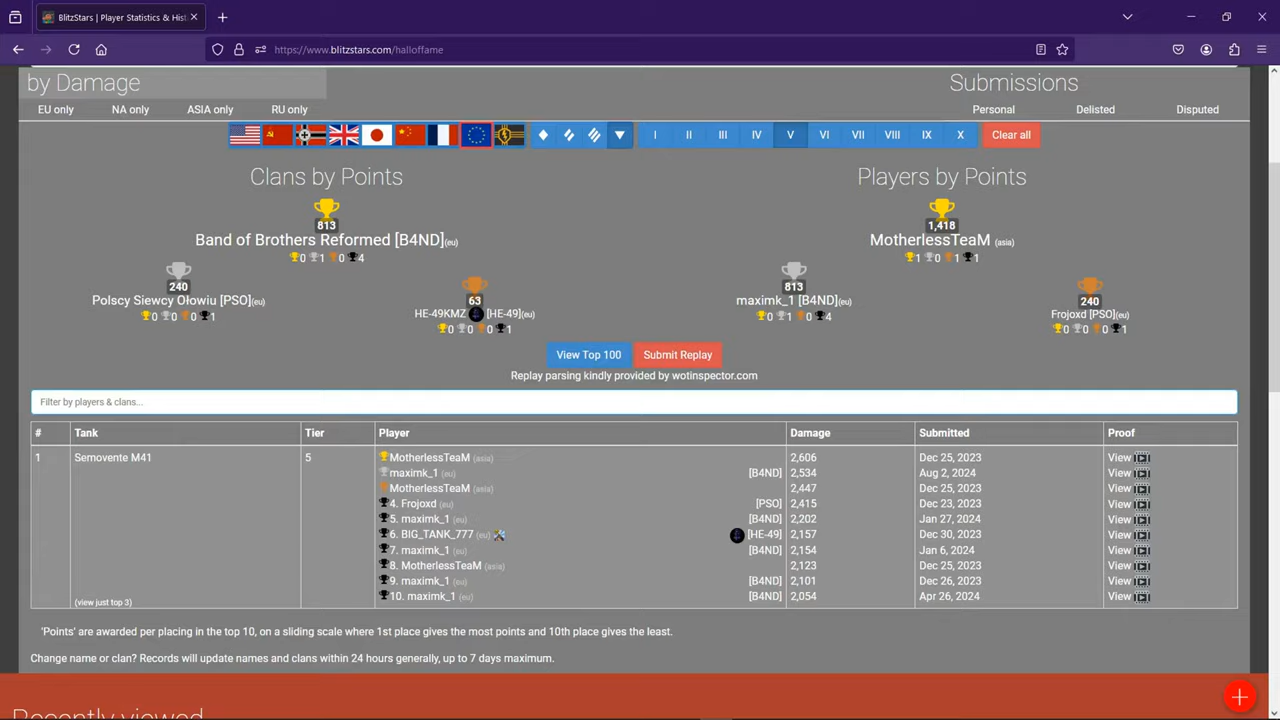 BlitzStars | Player Statistics & His
https://www.blitzstars.com/halloffame
by Damage
Submissions
EU only NA only ASIA only RU only
Personal Delisted Disputed
I II III IV V VI VII VIII IX X Clear all
Clans by Points
Players by Points
813
Band of Brothers Reformed [B4ND](eu)
0 1 0 4
240
Polscy Siewcy Ołowiu [PSO](eu)
0 0 0 1
63
HE-49KMZ [HE-49](eu)
0 0 0 1
1,418
MotherlessTeaM (asia)
1 0 1 1
813
maximk_1 [B4ND](eu)
0 1 0 4
240
Frojoxd [PSO](eu)
0 0 0 1
View Top 100 Submit Replay
Replay parsing kindly provided by wotinspector.com
Filter by players & clans...
# Tank Tier Player Damage Submitted Proof
1 Semovente M41 5 MotherlessTeaM (asia) 2,606 Dec 25, 2023 View
maximk_1 (eu) [B4ND] 2,534 Aug 2, 2024 View
MotherlessTeaM (asia) 2,447 Dec 25, 2023 View
4. Frojoxd (eu) [PSO] 2,415 Dec 23, 2023 View
5. maximk_1 (eu) [B4ND] 2,202 Jan 27, 2024 View
6. BIG_TANK_777 (eu) [HE-49] 2,157 Dec 30, 2023 View
7. maximk_1 (eu) [B4ND] 2,154 Jan 6, 2024 View
8. MotherlessTeaM (asia) 2,123 Dec 25, 2023 View
9. maximk_1 (eu) [B4ND] 2,101 Dec 26, 2023 View
10. maximk_1 (eu) [B4ND] 2,054 Apr 26, 2024 View
(view just top 3)
'Points' are awarded per placing in the top 10, on a sliding scale where 1st place gives the most points and 10th place gives the least.
Change name or clan? Records will update names and clans within 24 hours generally, up to 7 days maximum.
Recently viewed